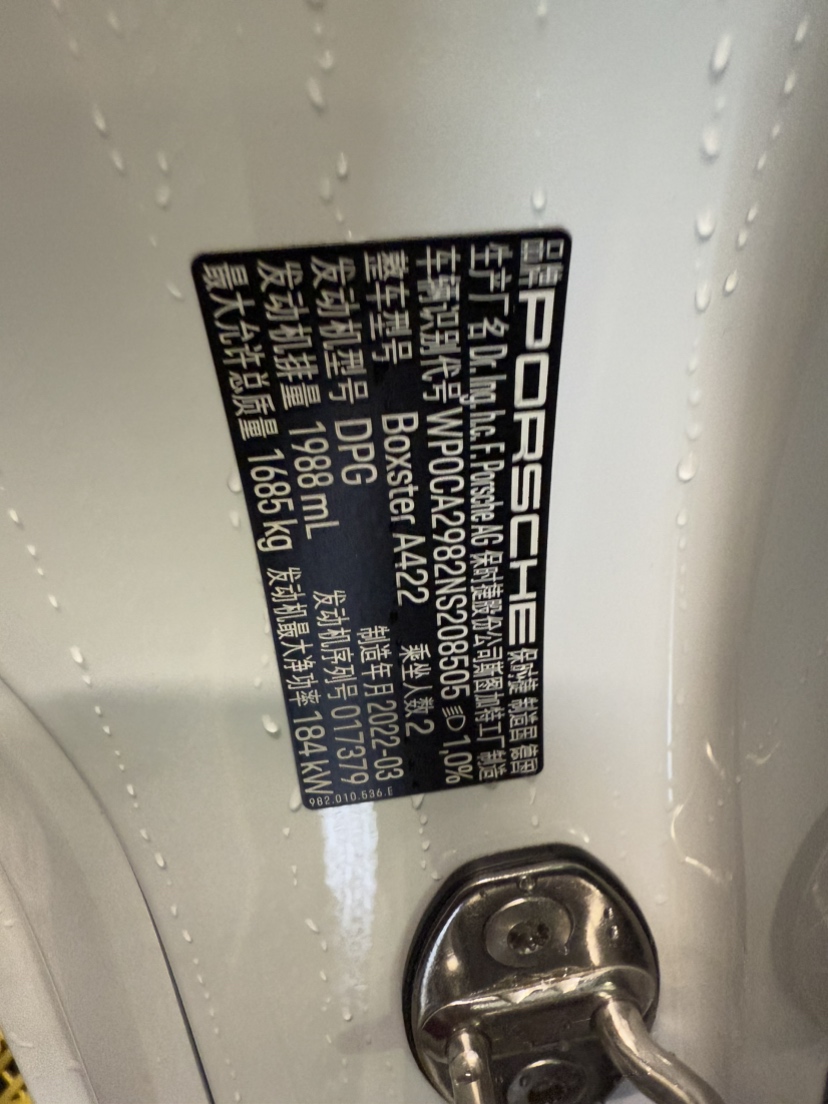 品牌 PORSCHE 保时捷 制造国 德国
生产厂名 Dr. Ing. h.c. F. Porsche AG 保时捷股份公司斯图加特工厂 制造
车辆识别代号 WP0CA2982NS208505 1,0%
整车型号 Boxster A422 乘坐人数 2
发动机型号 DPG 制造年月 2022-03
发动机排量 1988 mL 发动机序列号 017379
最大允许总质量 1685 kg 发动机最大净功率 184 kW
982.010.536.E